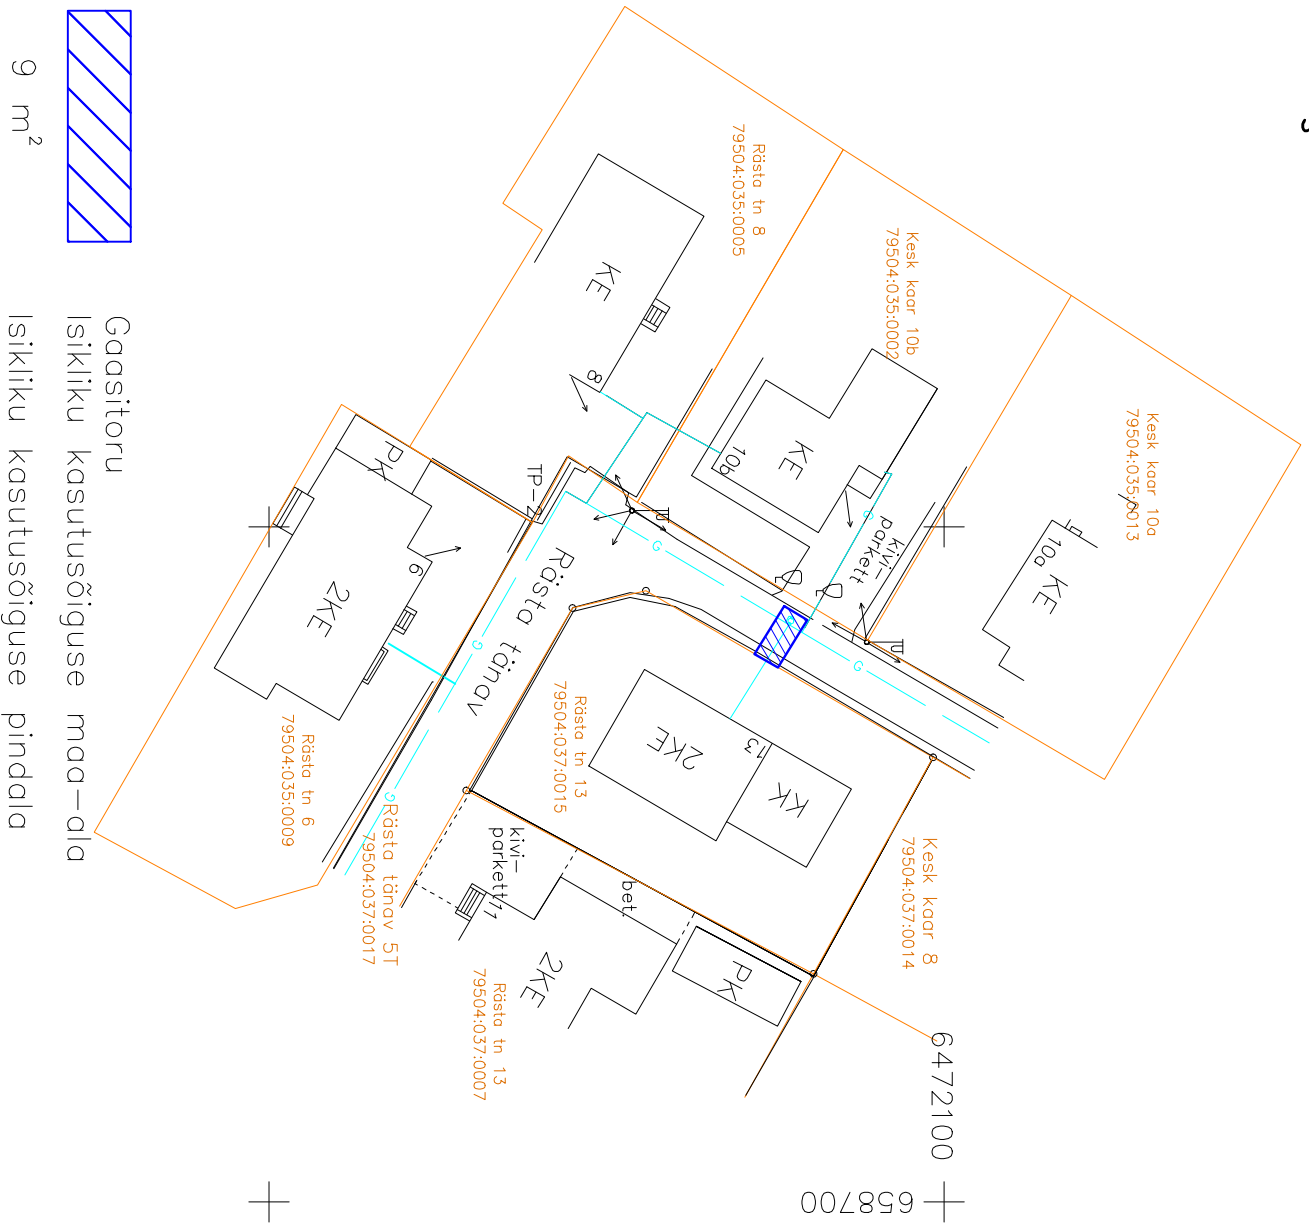 Rästa tn 8
79504:035:0005
Kesk kaar 10b
79504:035:0002
Kesk kaar 10a
79504:035:0013
KE
8
KE
10b
KE
10a
kivi-
parkett
TP-2
PK
2KE
6
G
G
G
G
G
Rästa tänav
Rästa tn 6
79504:035:0009
Rästa tn 13
79504:037:0015
2KE
13
KK
Kesk kaar 8
79504:037:0014
Rästa tänav 5T
79504:037:0017
kivi-
parkett
11
bet.
2KE
PK
Rästa tn 13
79504:037:0007
6472100
658700
Gaasitoru
Isikliku kasutusõiguse maa-ala
Isikliku kasutusõiguse pindala
9 m²